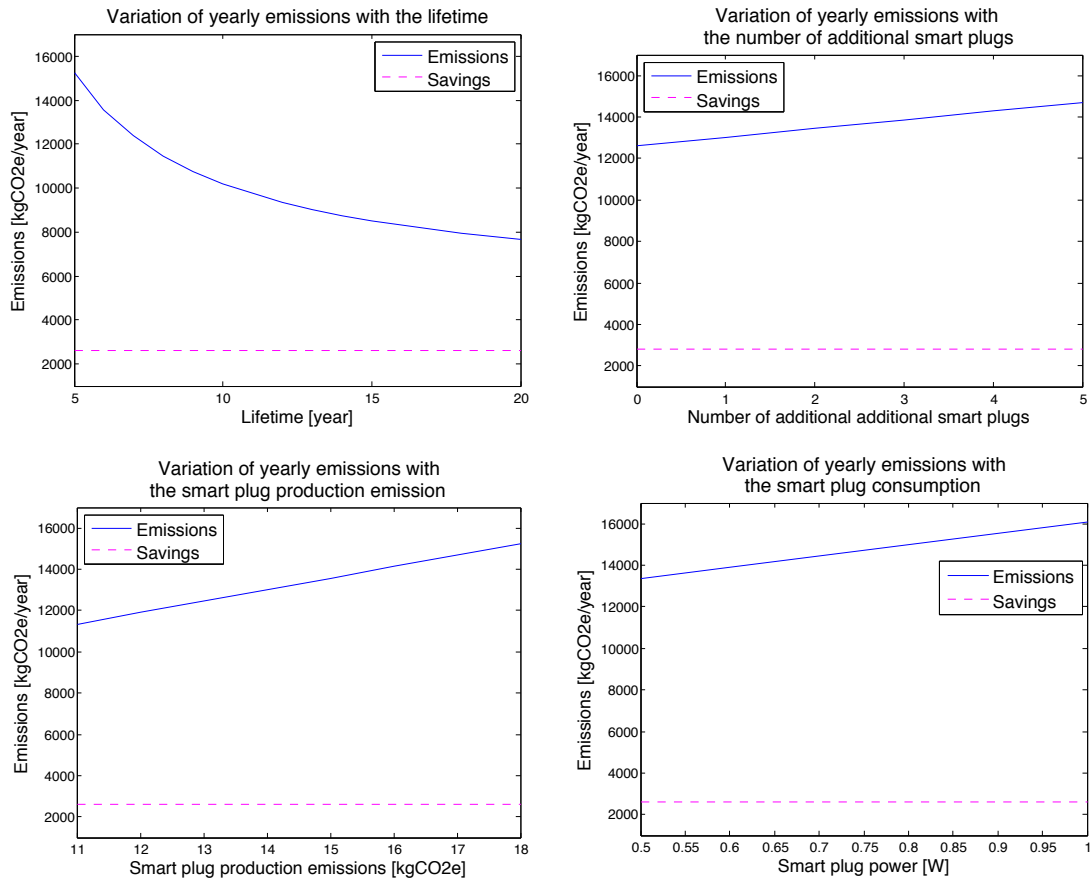 Variation of yearly emissions with the lifetime
Emissions [kgCO2e/year]
16000
14000
12000
10000
8000
6000
4000
2000
Emissions
Savings
5
10
15
20
Lifetime [year]
Variation of yearly emissions with
the number of additional smart plugs
Emissions [kgCO2e/year]
16000
14000
12000
10000
8000
6000
4000
2000
Emissions
Savings
0
1
2
3
4
5
Number of additional additional smart plugs
Variation of yearly emissions with
the smart plug production emission
Emissions [kgCO2e/year]
16000
14000
12000
10000
8000
6000
4000
2000
Emissions
Savings
11
12
13
14
15
16
17
18
Smart plug production emissions [kgCO2e]
Variation of yearly emissions with
the smart plug consumption
Emissions [kgCO2e/year]
16000
14000
12000
10000
8000
6000
4000
2000
Emissions
Savings
0.5
0.55
0.6
0.65
0.7
0.75
0.8
0.85
0.9
0.95
1
Smart plug power [W]